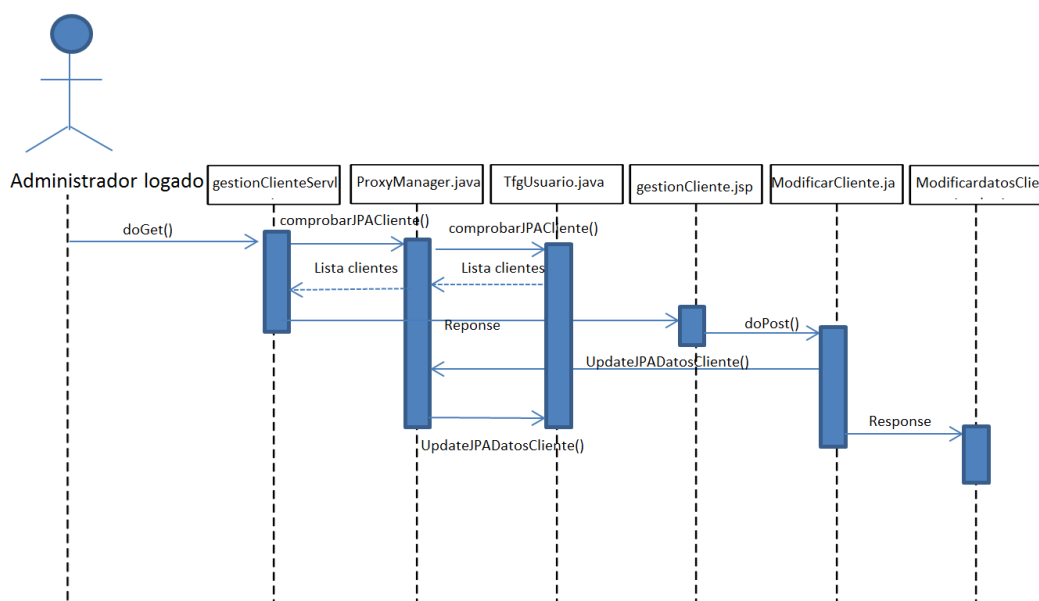 Administrador logado
gestionClienteServl
ProxyManager.java
TfgUsuario.java
gestionCliente.jsp
ModificarCliente.ja
ModificardatosClie
doGet()
comprobarJPACliente()
comprobarJPACliente()
Lista clientes
Lista clientes
Reponse
doPost()
UpdateJPADatosCliente()
UpdateJPADatosCliente()
Response